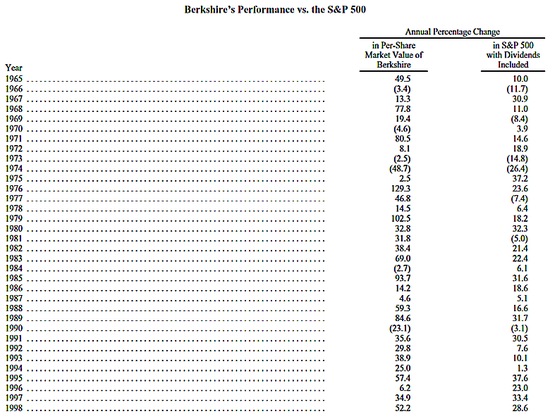 Berkshire's Performance vs. the S&P 500
Annual Percentage Change
in Per-Share Market Value of Berkshire
in S&P 500 with Dividends Included
Year
1965 49.5 10.0
1966 (3.4) (11.7)
1967 13.3 30.9
1968 77.8 11.0
1969 19.4 (8.4)
1970 (4.6) 3.9
1971 80.5 14.6
1972 8.1 18.9
1973 (2.5) (14.8)
1974 (48.7) (26.4)
1975 2.5 37.2
1976 129.3 23.6
1977 46.8 (7.4)
1978 14.5 6.4
1979 102.5 18.2
1980 32.8 32.3
1981 31.8 (5.0)
1982 38.4 21.4
1983 69.0 22.4
1984 (2.7) 6.1
1985 93.7 31.6
1986 14.2 18.6
1987 4.6 5.1
1988 59.3 16.6
1989 84.6 31.7
1990 (23.1) (3.1)
1991 35.6 30.5
1992 29.8 7.6
1993 38.9 10.1
1994 25.0 1.3
1995 57.4 37.6
1996 6.2 23.0
1997 34.9 33.4
1998 52.2 28.6